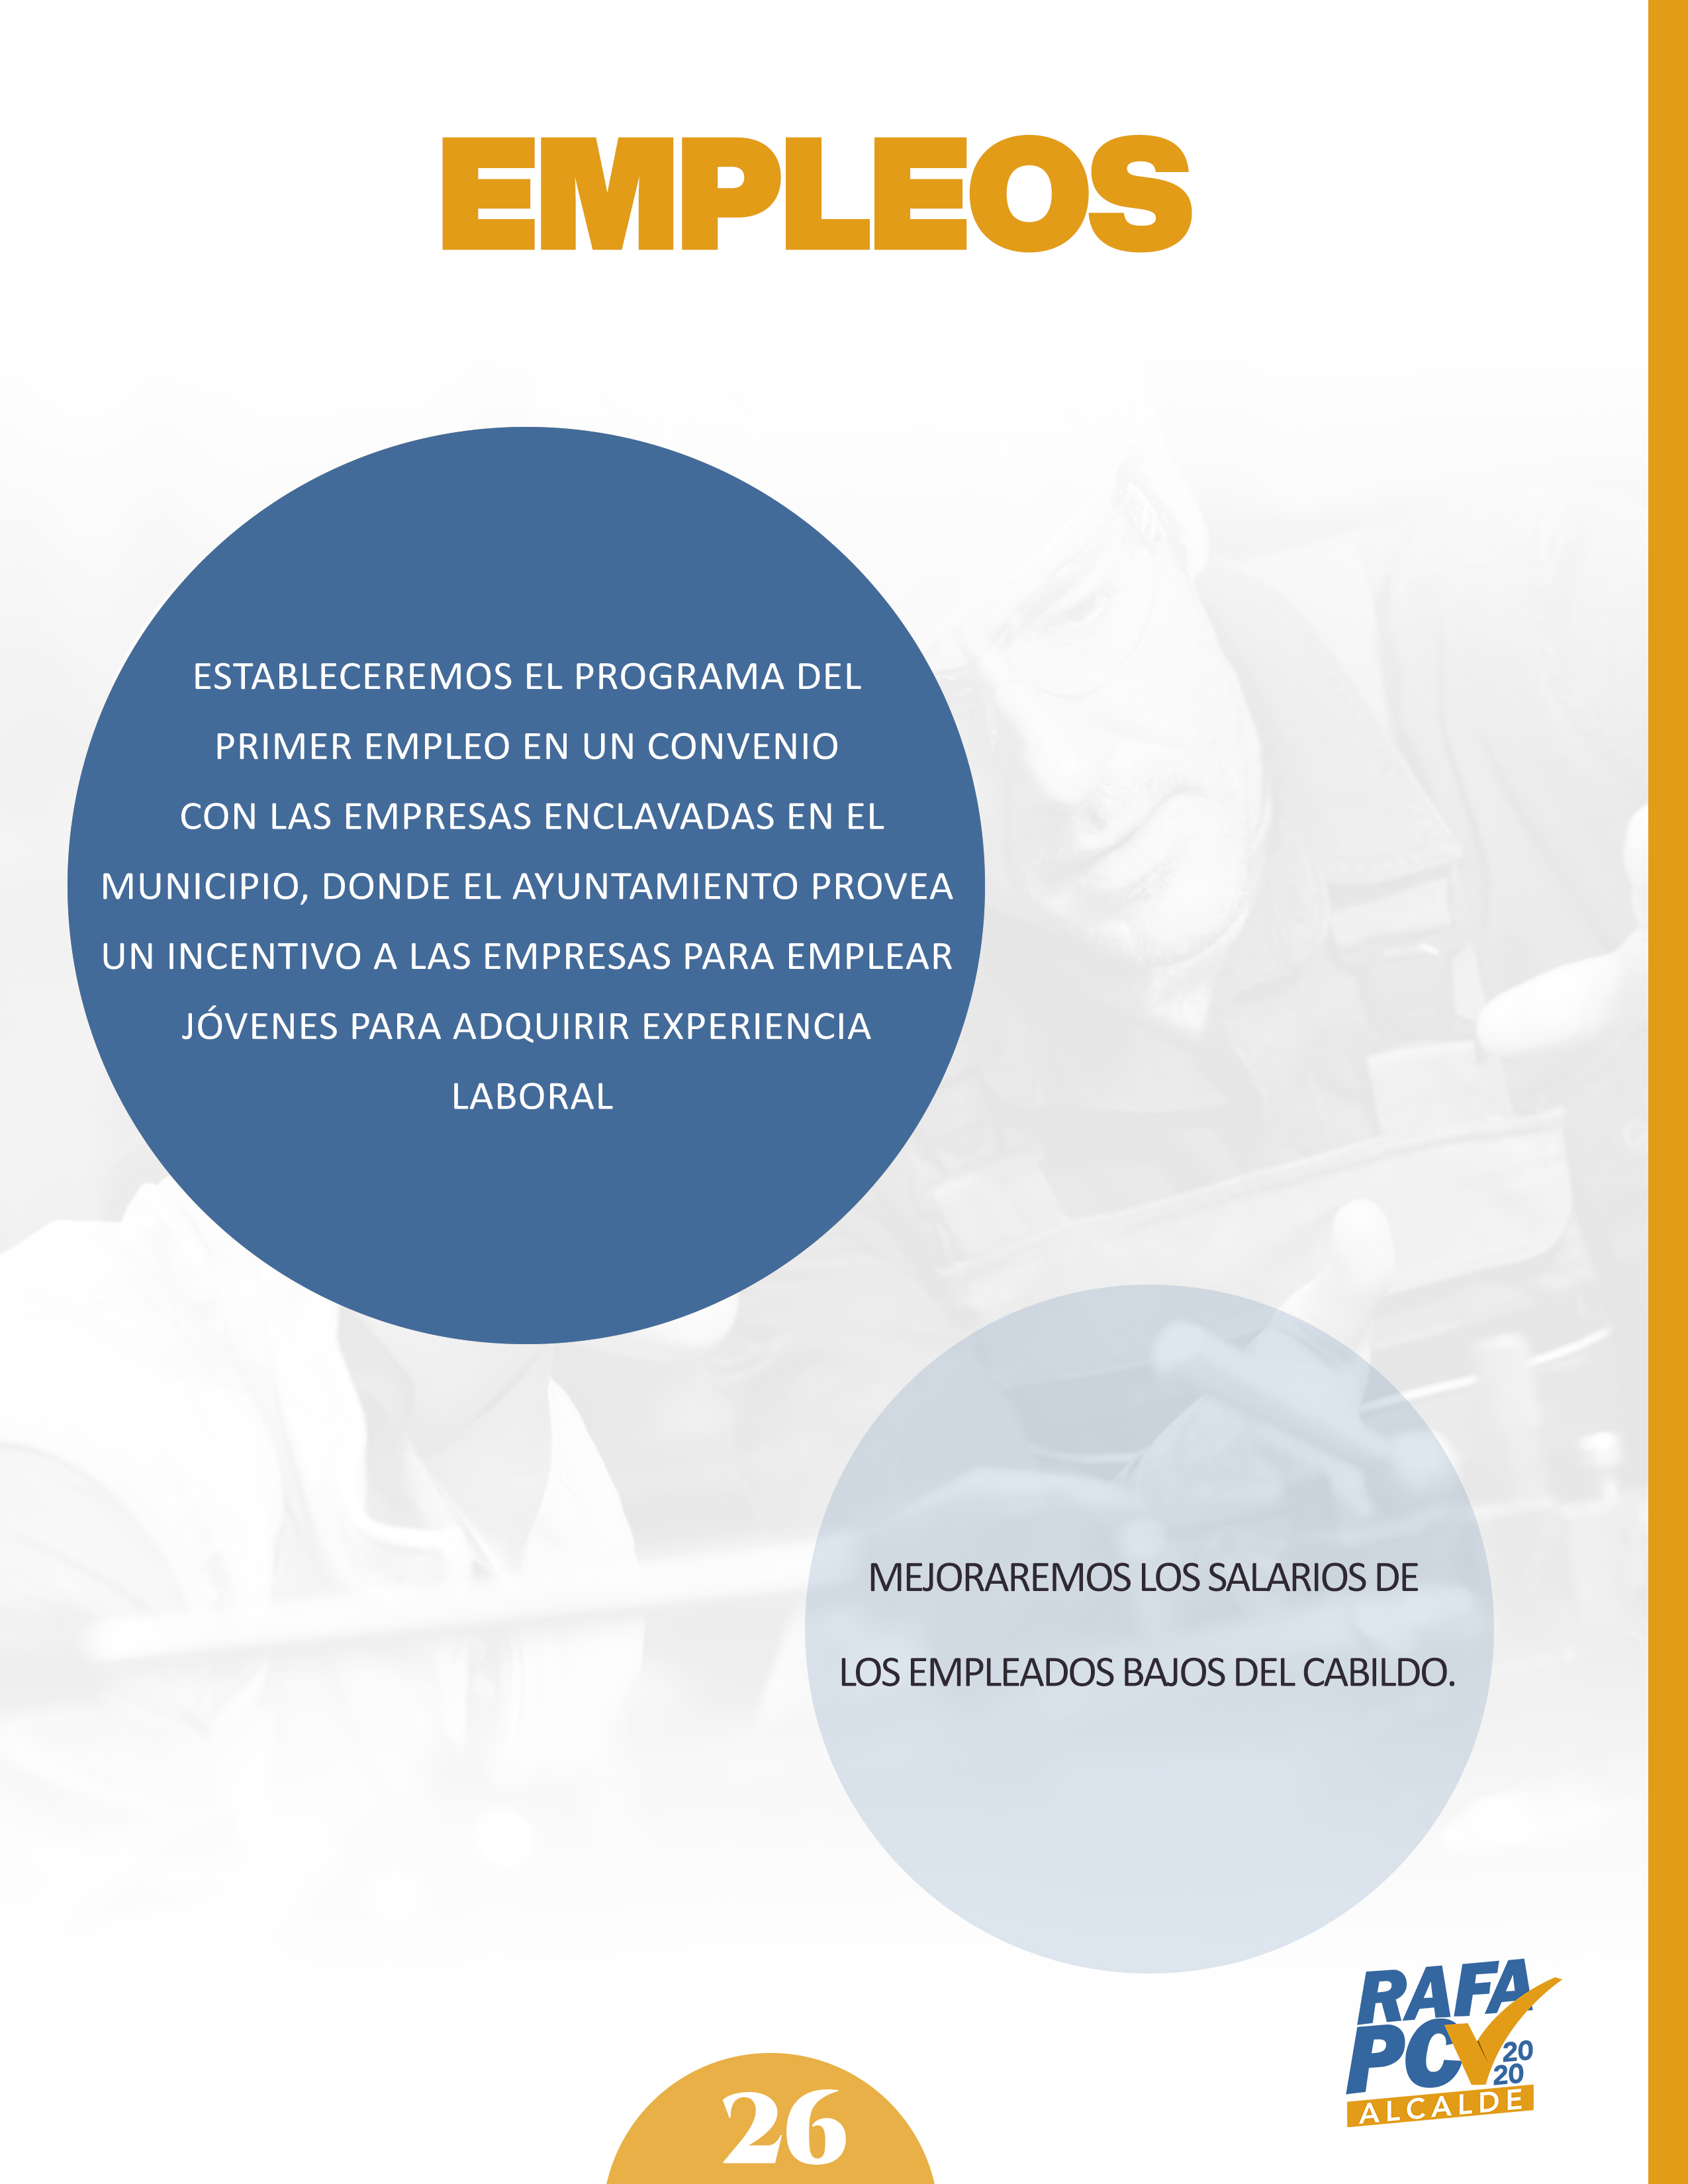 EMPLEOS
ESTABLECEREMOS EL PROGRAMA DEL
PRIMER EMPLEO EN UN CONVENIO
CON LAS EMPRESAS ENCLAVADAS EN EL
MUNICIPIO, DONDE EL AYUNTAMIENTO PROVEA
UN INCENTIVO A LAS EMPRESAS PARA EMPLEAR
JÓVENES PARA ADQUIRIR EXPERIENCIA
LABORAL
MEJORAREMOS LOS SALARIOS DE
LOS EMPLEADOS BAJOS DEL CABILDO.
RAFA
PC
20
20
ALCALDE
26